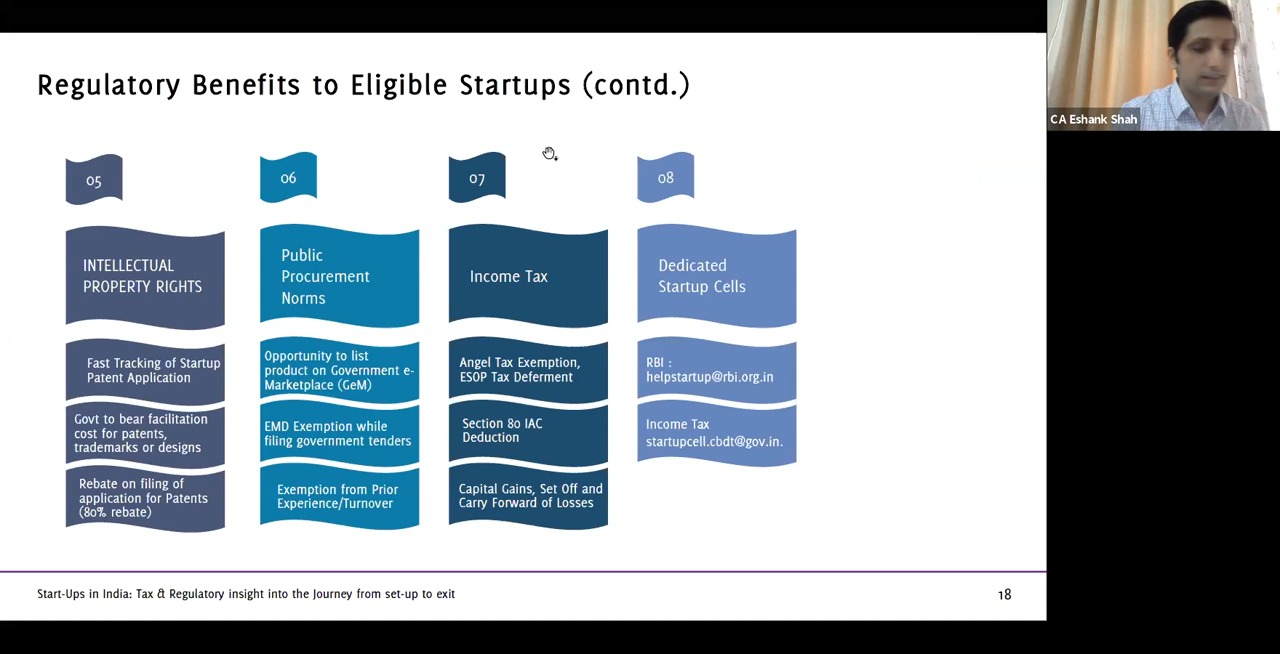 Regulatory Benefits to Eligible Startups (contd.)
CA Eshank Shah
05
06
07
08
INTELLECTUAL
PROPERTY RIGHTS
Public
Procurement
Norms
Income Tax
Dedicated
Startup Cells
Fast Tracking of Startup
Patent Application
Govt to bear facilitation
cost for patents,
trademarks or designs
Rebate on filing of
application for Patents
(80% rebate)
Opportunity to list
product on Government e-
Marketplace (GeM)
EMD Exemption while
filing government tenders
Exemption from Prior
Experience/Turnover
Angel Tax Exemption,
ESOP Tax Deferment
Section 80 IAC
Deduction
Capital Gains, Set Off and
Carry Forward of Losses
RBI :
helpstartup@rbi.org.in
Income Tax
startupcell.cbdt@gov.in.
Start-Ups in India: Tax & Regulatory insight into the Journey from set-up to exit
18